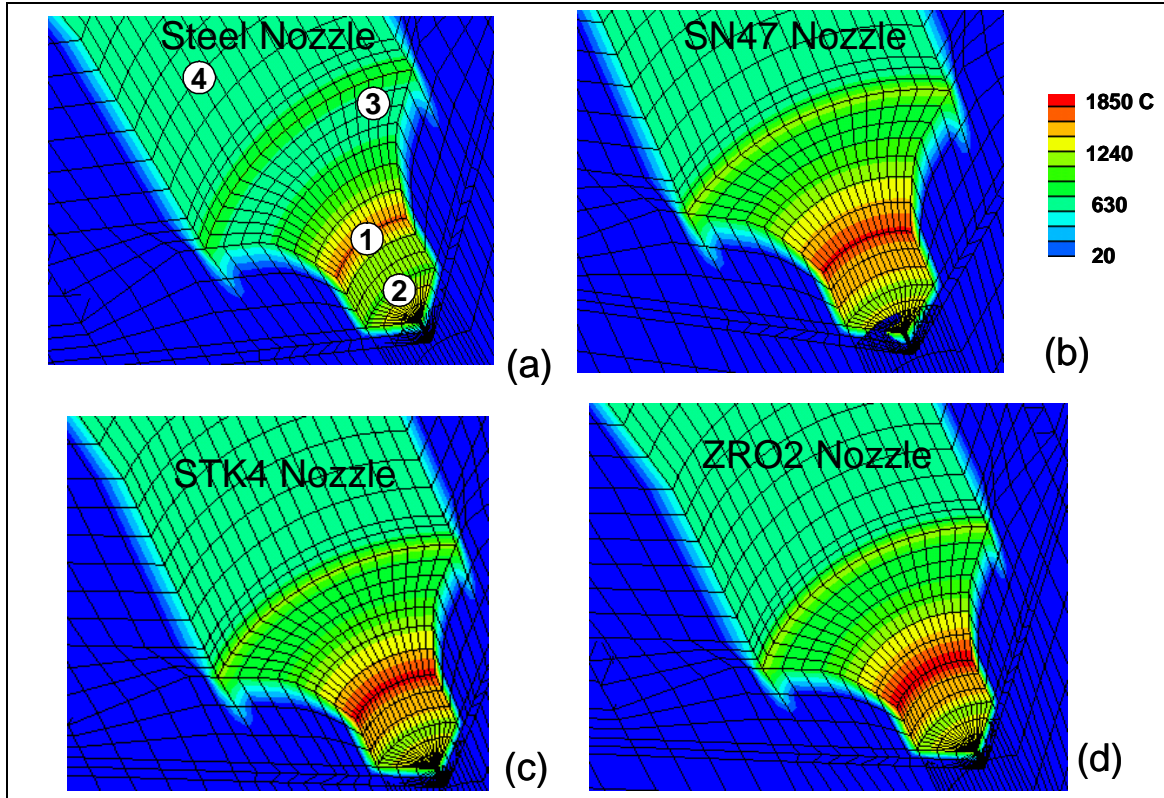 Steel Nozzle
4
3
1
2
(a)
SN47 Nozzle
(b)
1850 C
1240
630
20
STK4 Nozzle
(c)
ZRO2 Nozzle
(d)